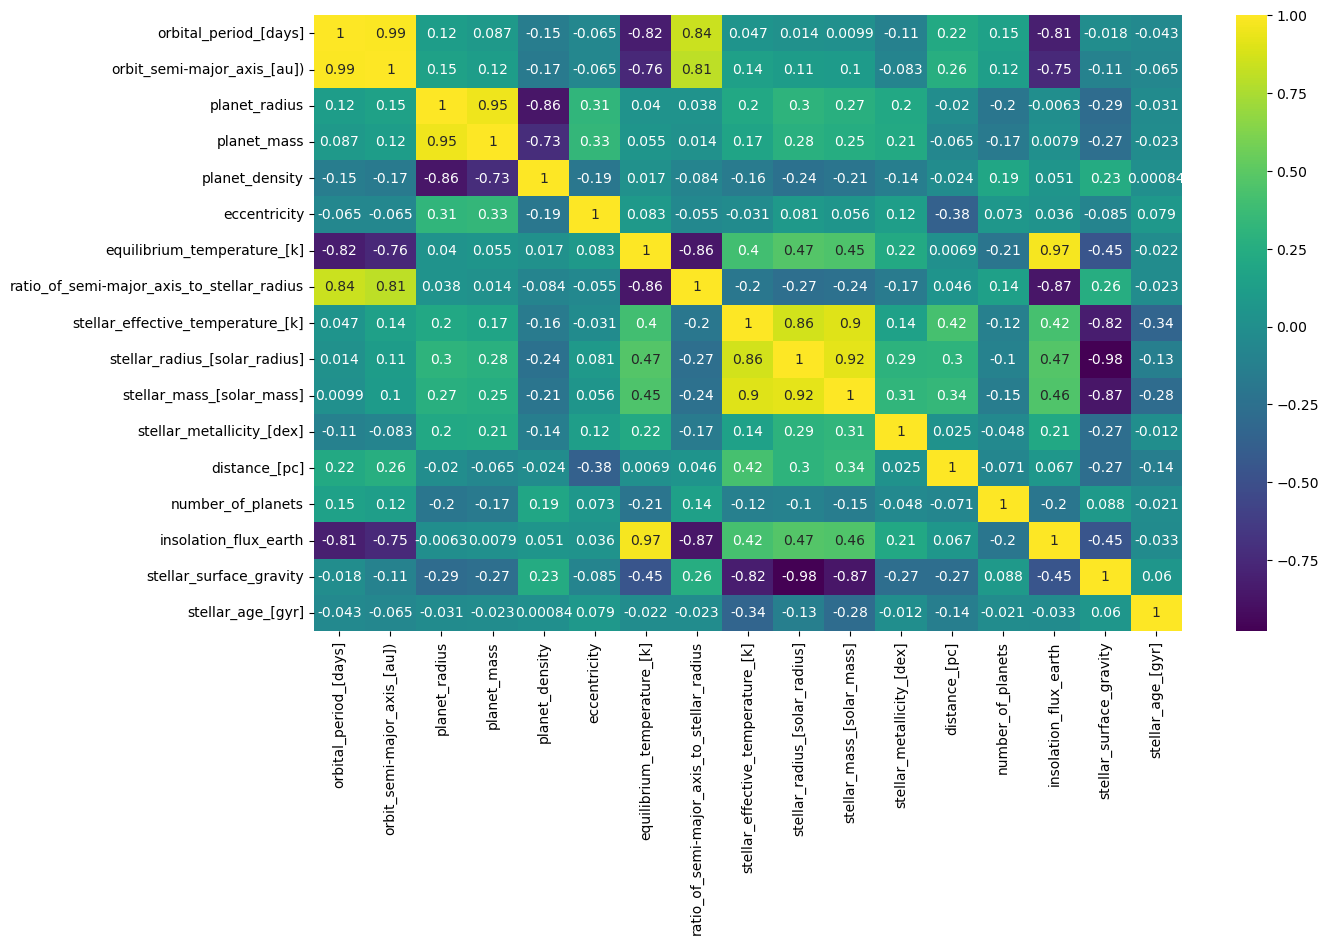 orbital_period_[days] 1 0.99 0.12 0.087 -0.15 -0.065 -0.82 0.84 0.047 0.014 0.0099 -0.11 0.22 0.15 -0.81 -0.018 -0.043
orbit_semi-major_axis_[au]) 0.99 1 0.15 0.12 -0.17 -0.065 -0.76 0.81 0.14 0.11 0.1 -0.083 0.26 0.12 -0.75 -0.11 -0.065
planet_radius 0.12 0.15 1 0.95 -0.86 0.31 0.04 0.038 0.2 0.3 0.27 0.2 -0.02 -0.2 -0.0063 -0.29 -0.031
planet_mass 0.087 0.12 0.95 1 -0.73 0.33 0.055 0.014 0.17 0.28 0.25 0.21 -0.065 -0.17 0.0079 -0.27 -0.023
planet_density -0.15 -0.17 -0.86 -0.73 1 -0.19 0.017 -0.084 -0.16 -0.24 -0.21 -0.14 -0.024 0.19 0.051 0.23 0.00084
eccentricity -0.065 -0.065 0.31 0.33 -0.19 1 0.083 -0.055 -0.031 0.081 0.056 0.12 -0.38 0.073 0.036 -0.085 0.079
equilibrium_temperature_[k] -0.82 -0.76 0.04 0.055 0.017 0.083 1 -0.86 0.4 0.47 0.45 0.22 0.0069 -0.21 0.97 -0.45 -0.022
ratio_of_semi-major_axis_to_stellar_radius 0.84 0.81 0.038 0.014 -0.084 -0.055 -0.86 1 -0.2 -0.27 -0.24 -0.17 0.046 0.14 -0.87 0.26 -0.023
stellar_effective_temperature_[k] 0.047 0.14 0.2 0.17 -0.16 -0.031 0.4 -0.2 1 0.86 0.9 0.14 0.42 -0.12 0.42 -0.82 -0.34
stellar_radius_[solar_radius] 0.014 0.11 0.3 0.28 -0.24 0.081 0.47 -0.27 0.86 1 0.92 0.29 0.3 -0.1 0.47 -0.98 -0.13
stellar_mass_[solar_mass] 0.0099 0.1 0.27 0.25 -0.21 0.056 0.45 -0.24 0.9 0.92 1 0.31 0.34 -0.15 0.46 -0.87 -0.28
stellar_metallicity_[dex] -0.11 -0.083 0.2 0.21 -0.14 0.12 0.22 -0.17 0.14 0.29 0.31 1 0.025 -0.048 0.21 -0.27 -0.012
distance_[pc] 0.22 0.26 -0.02 -0.065 -0.024 -0.38 0.0069 0.046 0.42 0.3 0.34 0.025 1 -0.071 0.067 -0.27 -0.14
number_of_planets 0.15 0.12 -0.2 -0.17 0.19 0.073 -0.21 0.14 -0.12 -0.1 -0.15 -0.048 -0.071 1 -0.2 0.088 -0.021
insolation_flux_earth -0.81 -0.75 -0.0063 0.0079 0.051 0.036 0.97 -0.87 0.42 0.47 0.46 0.21 0.067 -0.2 1 -0.45 -0.033
stellar_surface_gravity -0.018 -0.11 -0.29 -0.27 0.23 -0.085 -0.45 0.26 -0.82 -0.98 -0.87 -0.27 -0.27 0.088 -0.45 1 0.06
stellar_age_[gyr] -0.043 -0.065 -0.031 -0.023 0.00084 0.079 -0.022 -0.023 -0.34 -0.13 -0.28 -0.012 -0.14 -0.021 -0.033 0.06 1
orbital_period_[days]
orbit_semi-major_axis_[au])
planet_radius
planet_mass
planet_density
eccentricity
equilibrium_temperature_[k]
ratio_of_semi-major_axis_to_stellar_radius
stellar_effective_temperature_[k]
stellar_radius_[solar_radius]
stellar_mass_[solar_mass]
stellar_metallicity_[dex]
distance_[pc]
number_of_planets
insolation_flux_earth
stellar_surface_gravity
stellar_age_[gyr]
1.00
0.75
0.50
0.25
0.00
-0.25
-0.50
-0.75